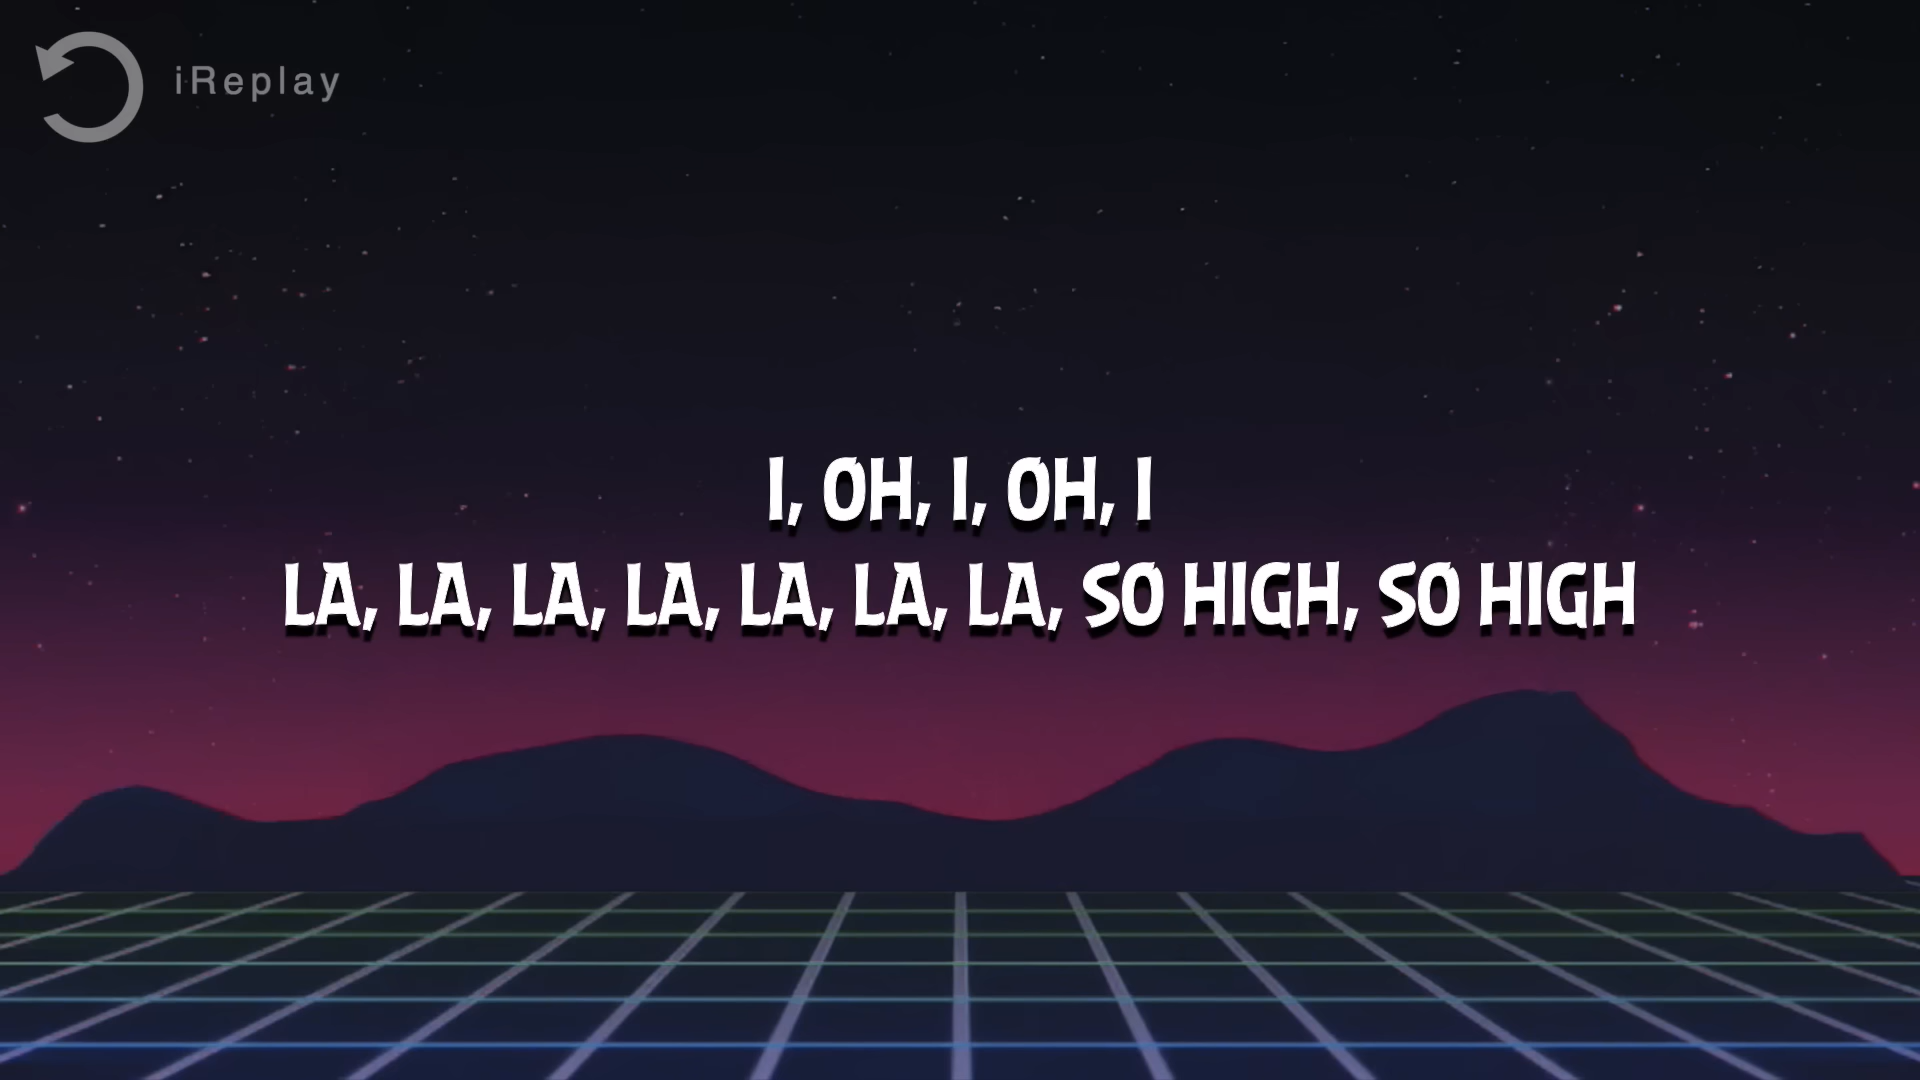 iReplay
I, OH, I, OH, I
LA, LA, LA, LA, LA, LA, LA, SO HIGH, SO HIGH